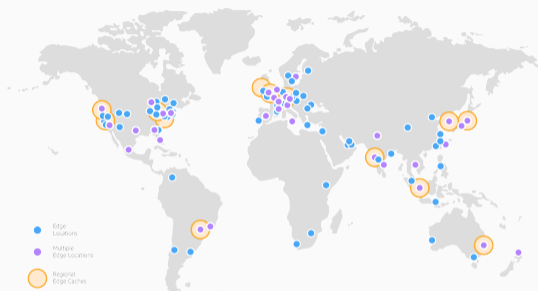 Edge
Locations
Multiple
Edge Locations
Regional
Edge Caches